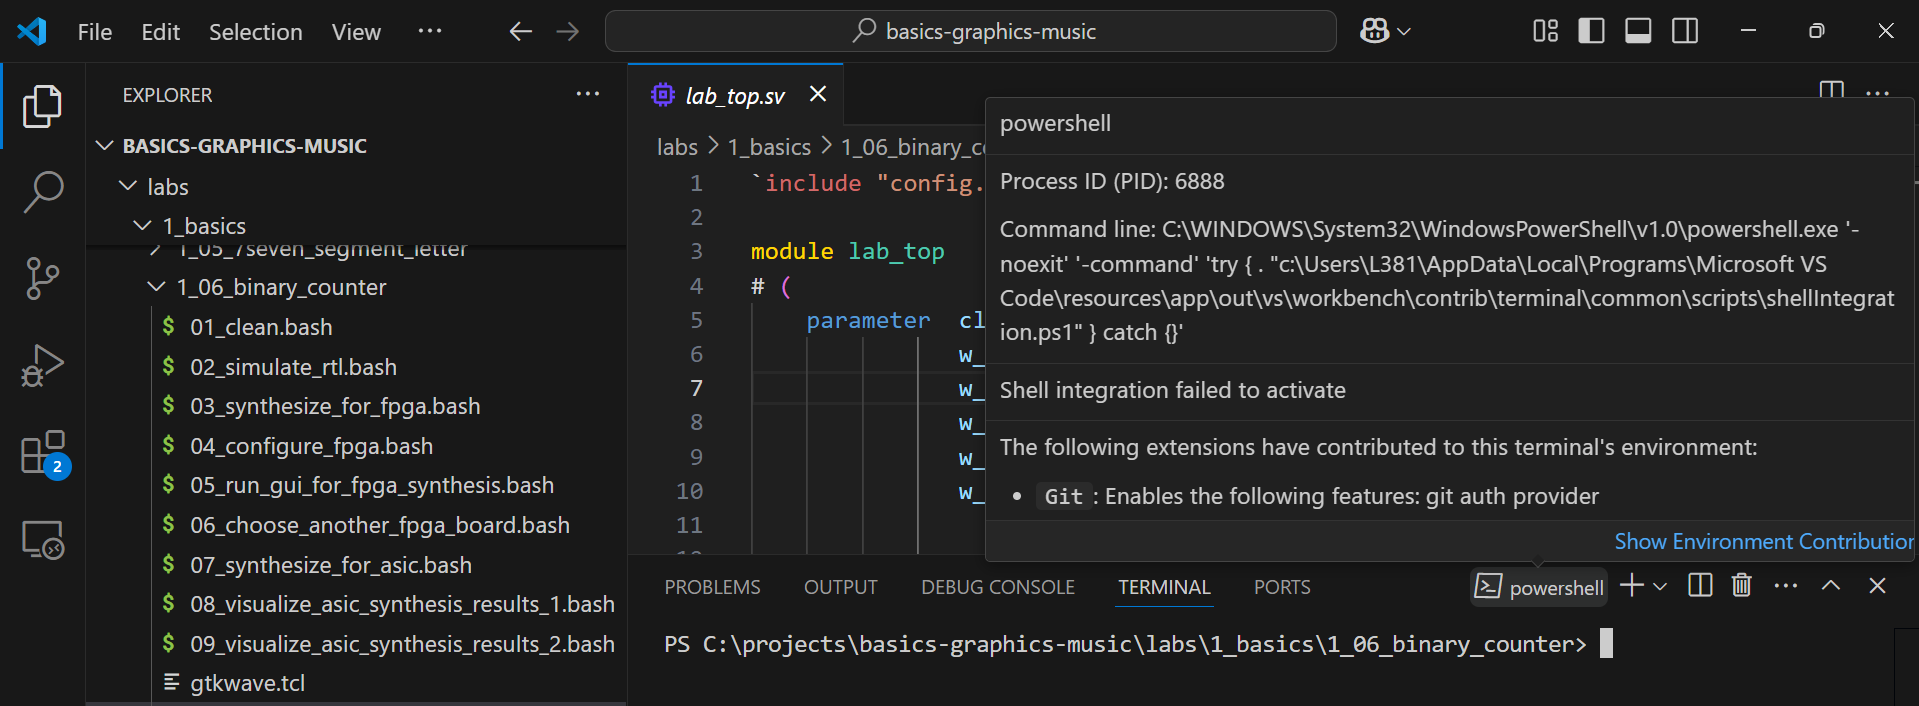 File Edit Selection View ··· basics-graphics-music
EXPLORER ···
BASICS-GRAPHICS-MUSIC
labs
1_basics
1_05_7seven_segment_letter
1_06_binary_counter
$ 01_clean.bash
$ 02_simulate_rtl.bash
$ 03_synthesize_for_fpga.bash
$ 04_configure_fpga.bash
$ 05_run_gui_for_fpga_synthesis.bash
$ 06_choose_another_fpga_board.bash
$ 07_synthesize_for_asic.bash
$ 08_visualize_asic_synthesis_results_1.bash
$ 09_visualize_asic_synthesis_results_2.bash
gtkwave.tcl
2
lab_top.sv
labs > 1_basics > 1_06_binary_co
1 `include "config.
2
3 module lab_top
4 # (
5 parameter cl
6 w_
7 w_
8 w_
9 w_
10 w_
11
powershell
Process ID (PID): 6888
Command line: C:\WINDOWS\System32\WindowsPowerShell\v1.0\powershell.exe '-
noexit' '-command' 'try { . "c:\Users\L381\AppData\Local\Programs\Microsoft VS
Code\resources\app\out\vs\workbench\contrib\terminal\common\scripts\shellIntegrat
ion.ps1" } catch {}'
Shell integration failed to activate
The following extensions have contributed to this terminal's environment:
• Git : Enables the following features: git auth provider
Show Environment Contribution
PROBLEMS OUTPUT DEBUG CONSOLE TERMINAL PORTS powershell
PS C:\projects\basics-graphics-music\labs\1_basics\1_06_binary_counter>